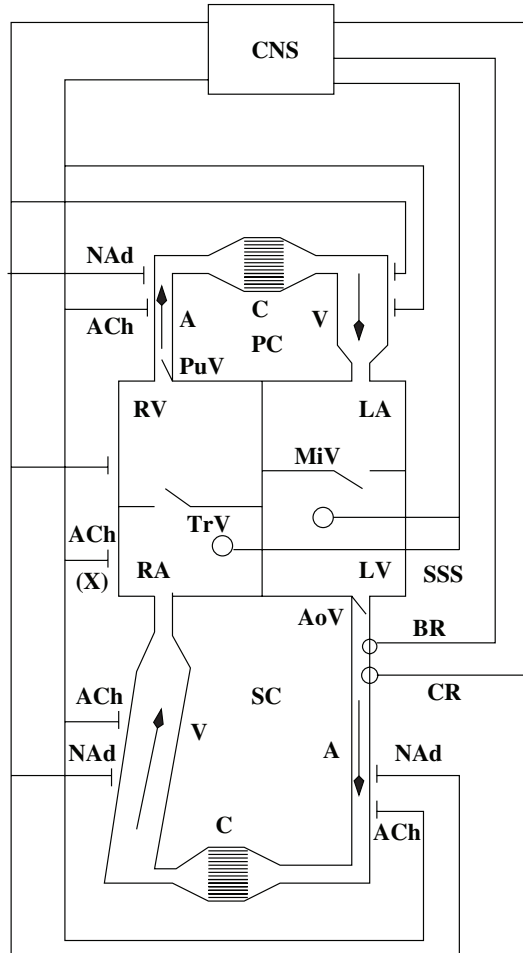 CNS
NAd
ACh
A
C
V
PC
PuV
RV
LA
MiV
ACh
TrV
(X)
RA
LV
SSS
AoV
BR
CR
ACh
SC
V
NAd
A
NAd
C
ACh